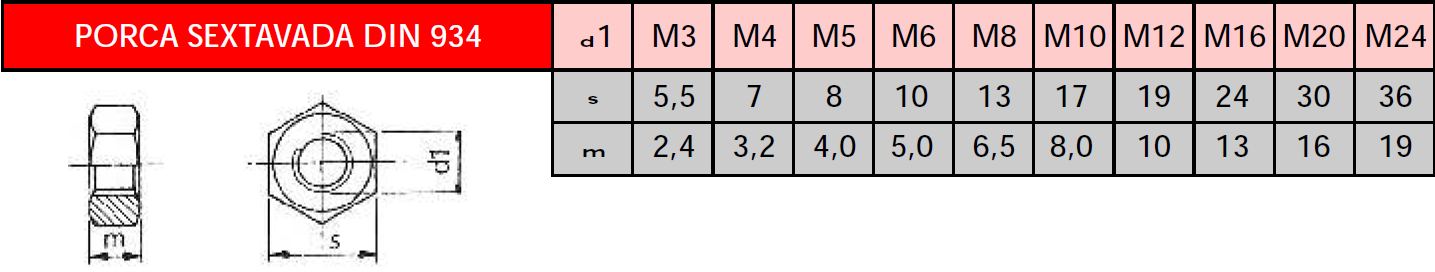 PORCA SEXTAVADA DIN 934 d1 M3 M4 M5 M6 M8 M10 M12 M16 M20 M24
s 5,5 7 8 10 13 17 19 24 30 36
m 2,4 3,2 4,0 5,0 6,5 8,0 10 13 16 19
d1
m s